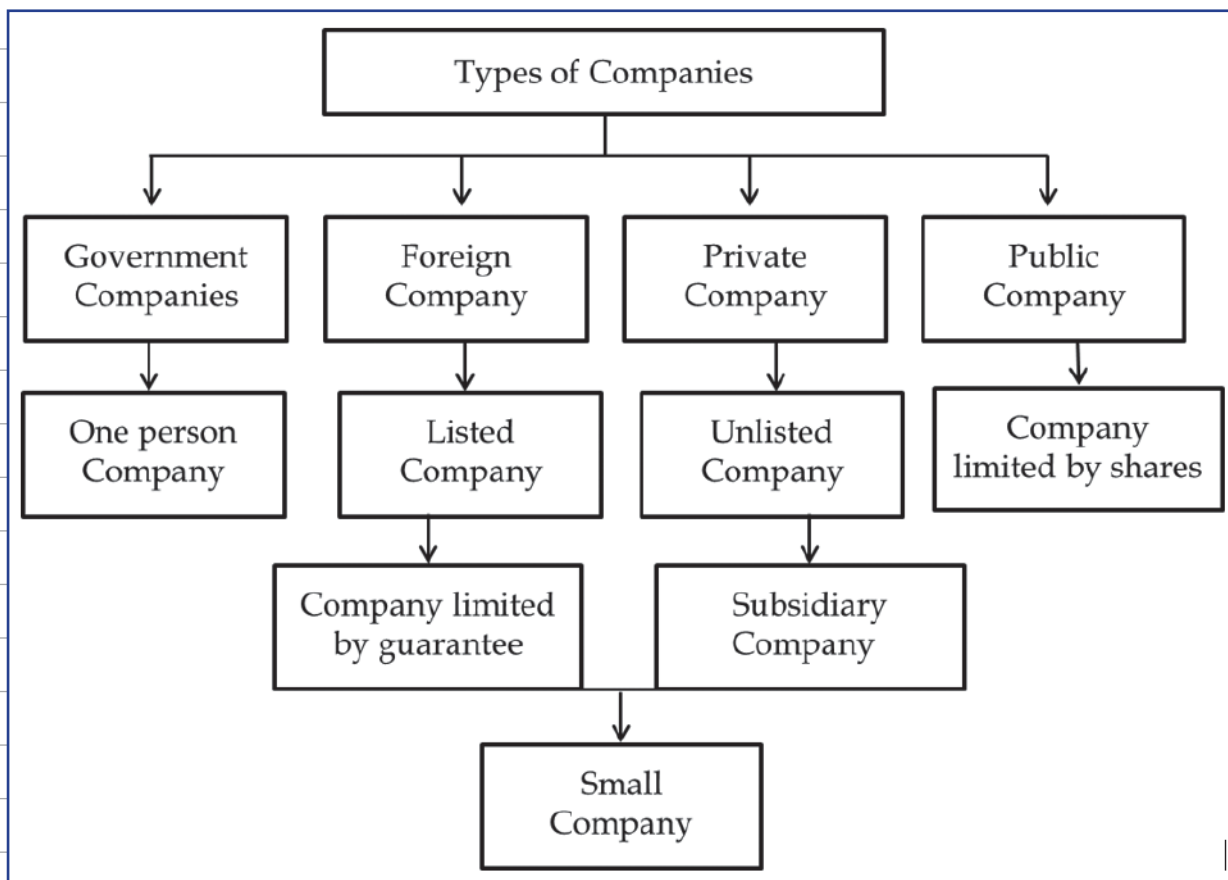 Types of Companies
Government
Companies
Foreign
Company
Private
Company
Public
Company
One person
Company
Listed
Company
Unlisted
Company
Company
limited by shares
Company limited
by guarantee
Subsidiary
Company
Small
Company